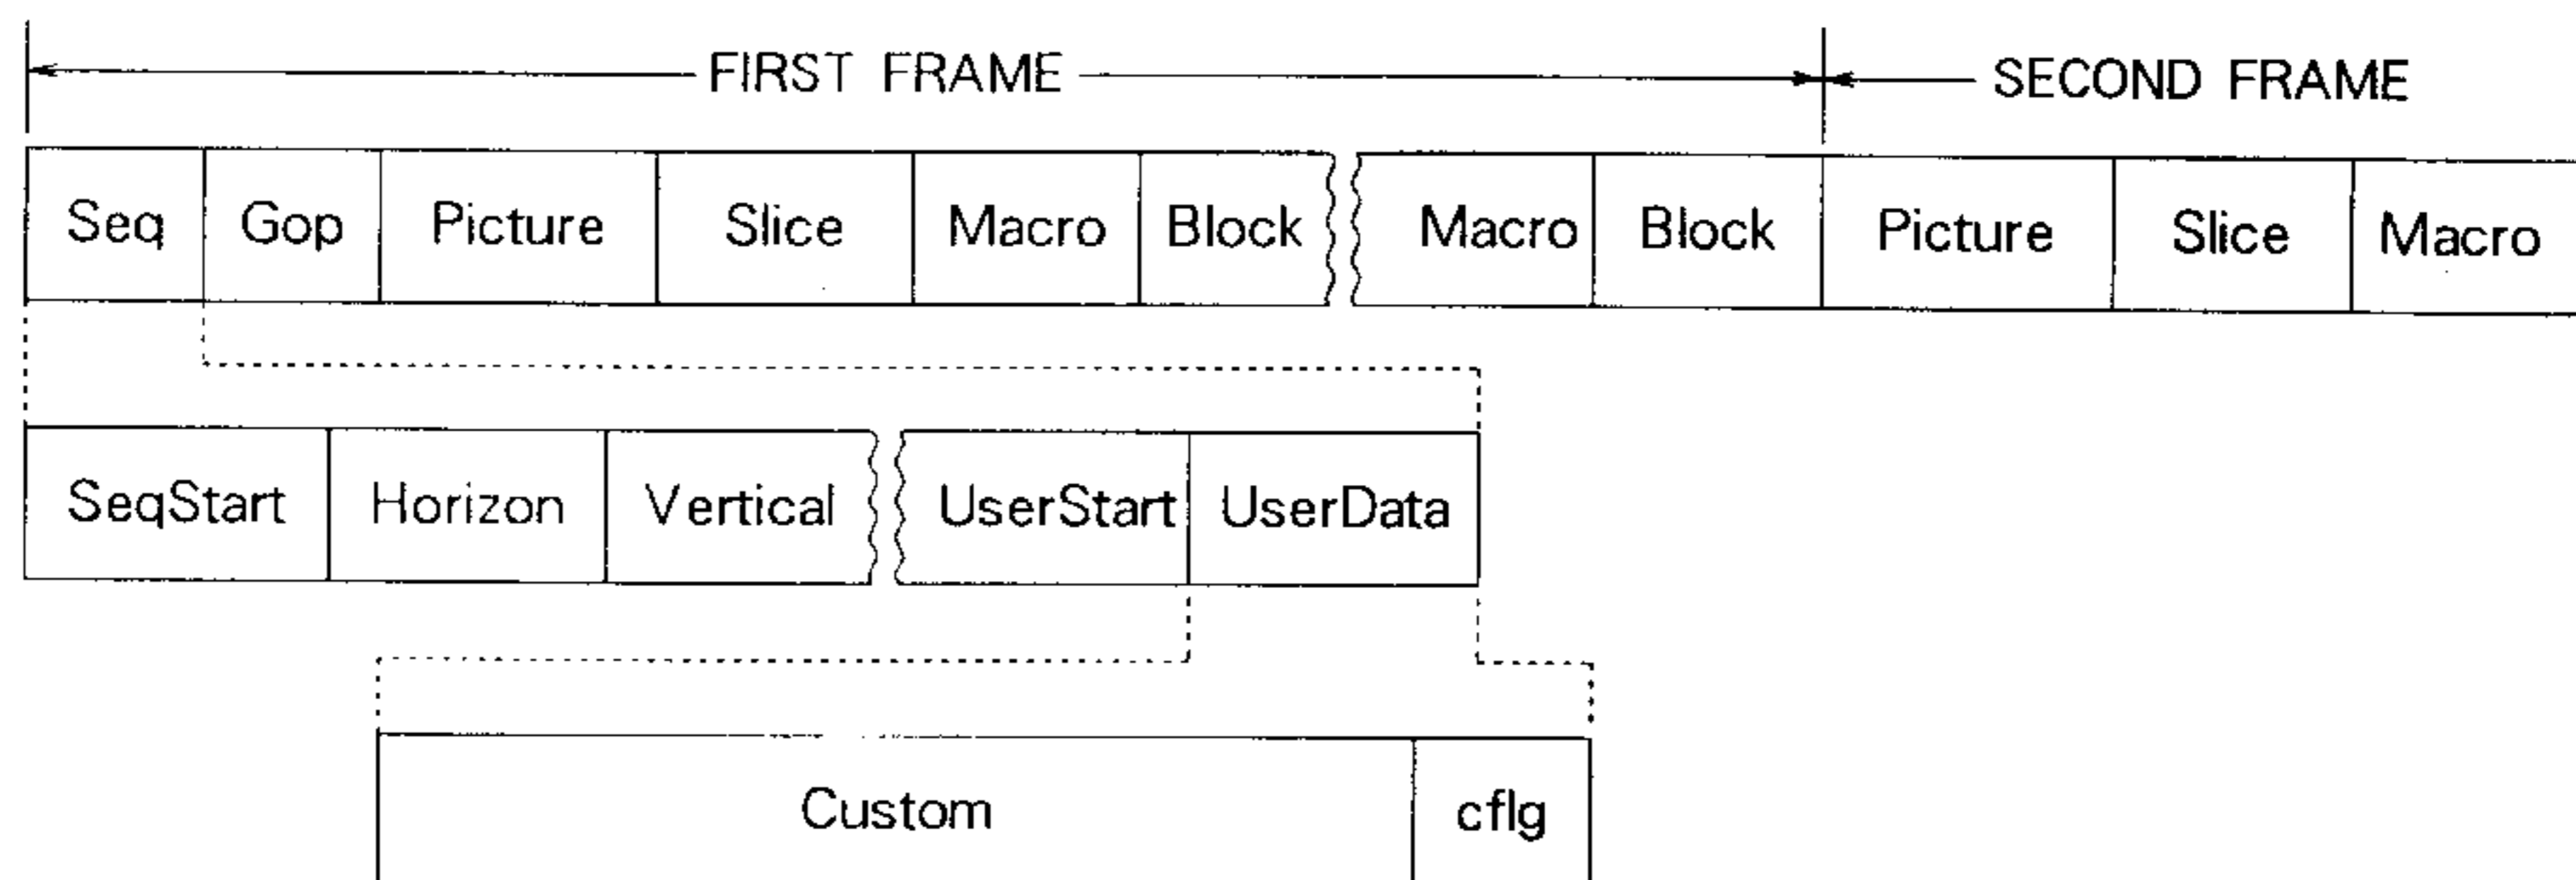 FIRST FRAME SECOND FRAME
Seq Gop Picture Slice Macro Block Macro Block Picture Slice Macro
SeqStart Horizon Vertical UserStart UserData
Custom cflg